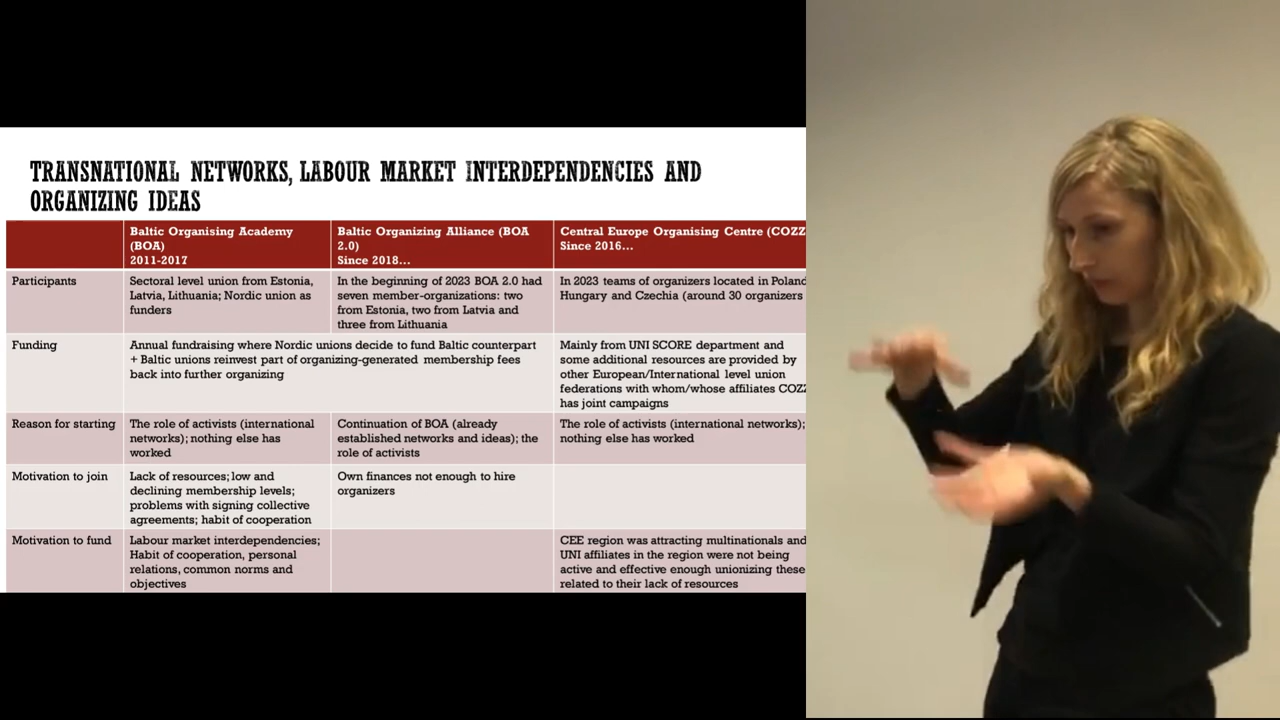 TRANSNATIONAL NETWORKS, LABOUR MARKET INTERDEPENDENCIES AND
ORGANIZING IDEAS
Baltic Organising Academy
(BOA)
2011-2017
Baltic Organizing Alliance (BOA
2.0)
Since 2018...
Central Europe Organising Centre (COZZ
Since 2016...
Participants
Sectoral level union from Estonia,
Latvia, Lithuania; Nordic union as
funders
In the beginning of 2023 BOA 2.0 had
seven member-organizations: two
from Estonia, two from Latvia and
three from Lithuania
In 2023 teams of organizers located in Poland
Hungary and Czechia (around 30 organizers
Funding
Annual fundraising where Nordic unions decide to fund Baltic counterpart
+ Baltic unions reinvest part of organizing-generated membership fees
back into further organizing
Mainly from UNI SCORE department and
some additional resources are provided by
other European/International level union
federations with whom/whose affiliates COZZ
has joint campaigns
Reason for starting
The role of activists (international
networks); nothing else has
worked
Continuation of BOA (already
established networks and ideas); the
role of activists
The role of activists (international networks);
nothing else has worked
Motivation to join
Lack of resources; low and
declining membership levels;
problems with signing collective
agreements; habit of cooperation
Own finances not enough to hire
organizers
Motivation to fund
Labour market interdependencies;
Habit of cooperation, personal
relations, common norms and
objectives
CEE region was attracting multinationals and
UNI affiliates in the region were not being
active and effective enough unionizing these
related to their lack of resources